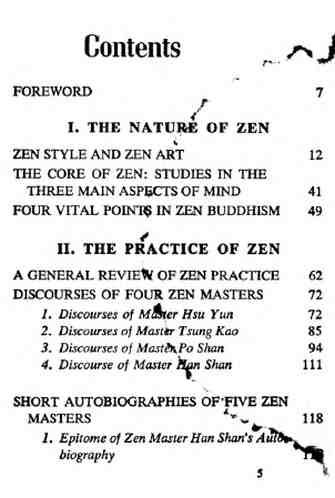 Contents
FOREWORD 7
I. THE NATURE OF ZEN
ZEN STYLE AND ZEN ART 12
THE CORE OF ZEN: STUDIES IN THE
THREE MAIN ASPECTS OF MIND 41
FOUR VITAL POINTS IN ZEN BUDDHISM 49
II. THE PRACTICE OF ZEN
A GENERAL REVIEW OF ZEN PRACTICE 62
DISCOURSES OF FOUR ZEN MASTERS 72
1. Discourses of Master Hsu Yun 72
2. Discourses of Master Tsung Kao 85
3. Discourses of Master Po Shan 94
4. Discourse of Master Han Shan 111
SHORT AUTOBIOGRAPHIES OF FIVE ZEN
MASTERS 118
1. Epitome of Zen Master Han Shan's Auto-
biography
5